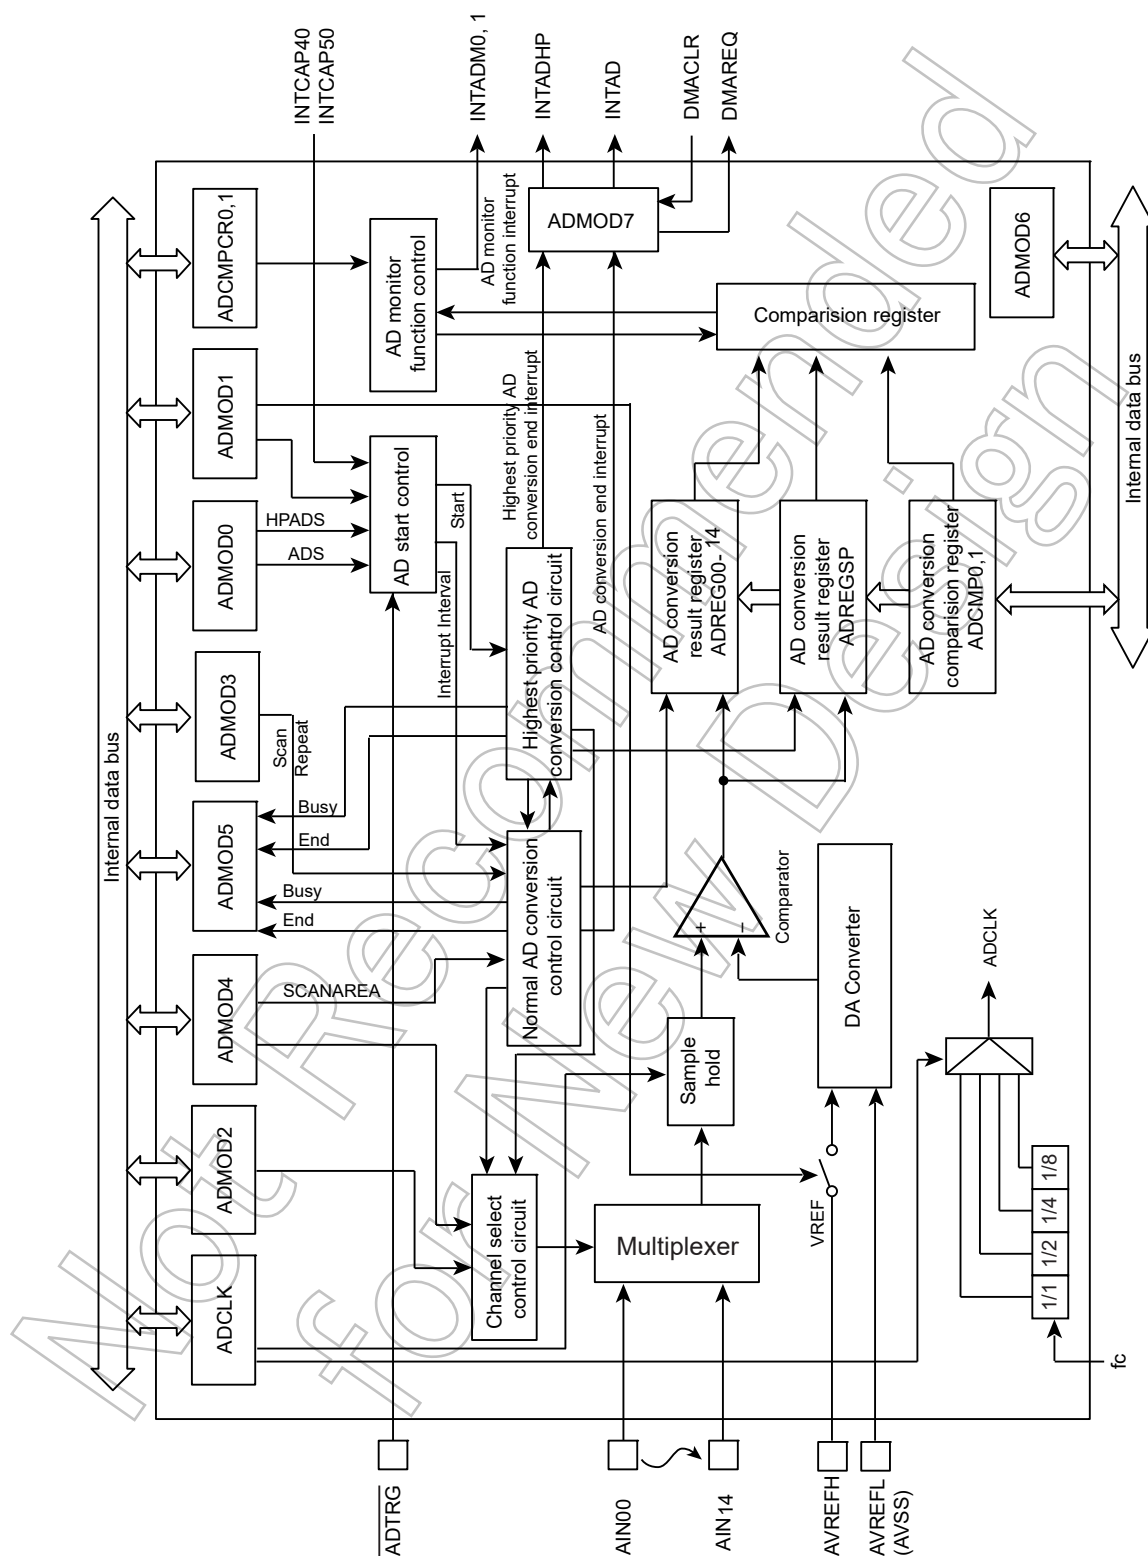 Internal data bus
ADCLK
ADMOD2
ADMOD4
ADMOD5
ADMOD3
ADMOD0
ADMOD1
ADCMPCR0,1
INTCAP40
INTCAP50
SCANAREA
End
Busy
End
Busy
Scan
Repeat
ADS
HPADS
AD start control
Interrupt Interval
Start
AD monitor
function control
AD monitor
function interrupt
INTADM0, 1
INTADHP
INTAD
DMACLR
DMAREQ
ADMOD7
Highest priority AD
conversion end interrupt
AD conversion end interrupt
ADTRG
Channel select
control circuit
Normal AD conversion
control circuit
Highest priority AD
conversion control circuit
AIN00
AIN14
Multiplexer
Sample
hold
Comparator
+
−
AD conversion
result register
ADREG00- 14
AD conversion
result register
ADREGSP
AD conversion
comparision register
ADCMP0,1
Comparision register
ADMOD6
AVREFH
AVREFL
(AVSS)
VREF
DA Converter
ADCLK
1/1
1/2
1/4
1/8
fc
Internal data bus
Not Recommended
for New Design